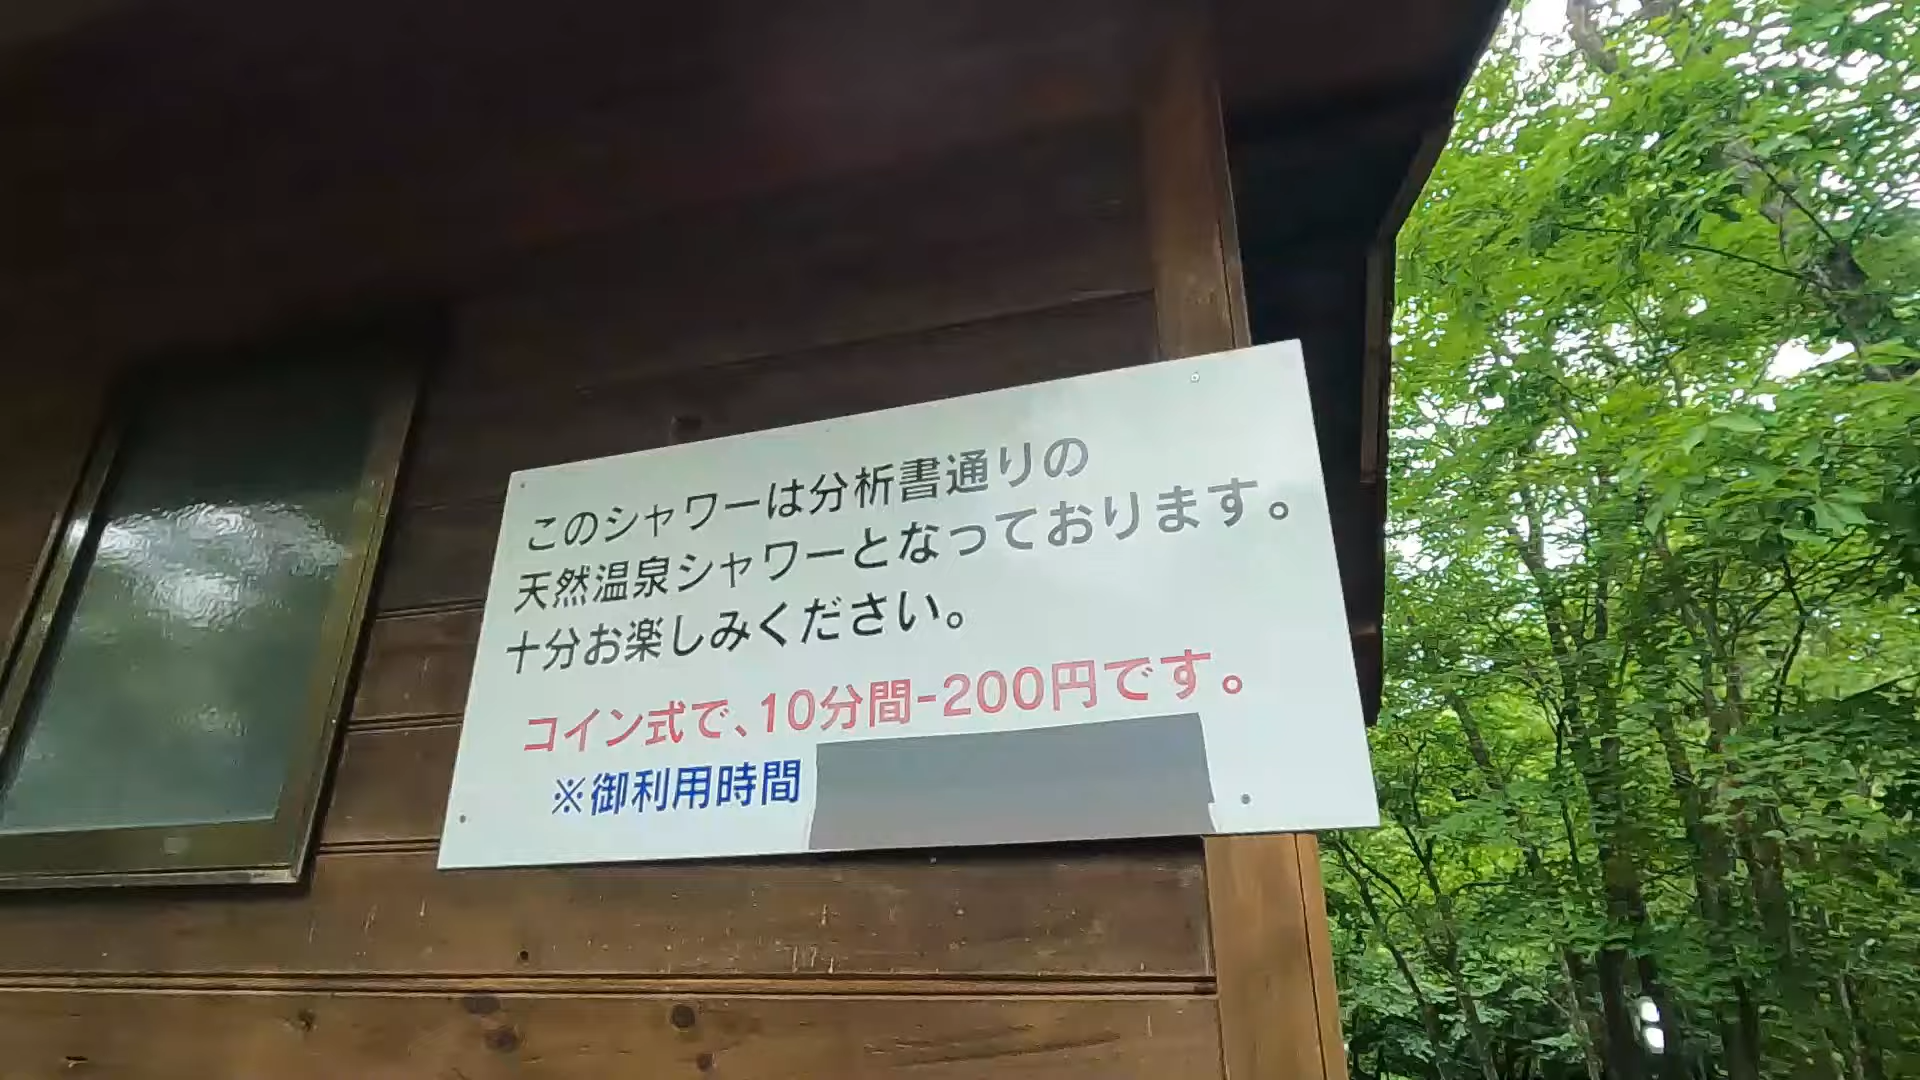 このシャワーは分析書通りの
天然温泉シャワーとなっております。
十分お楽しみください。
コイン式で、10分間-200円です。
※御利用時間